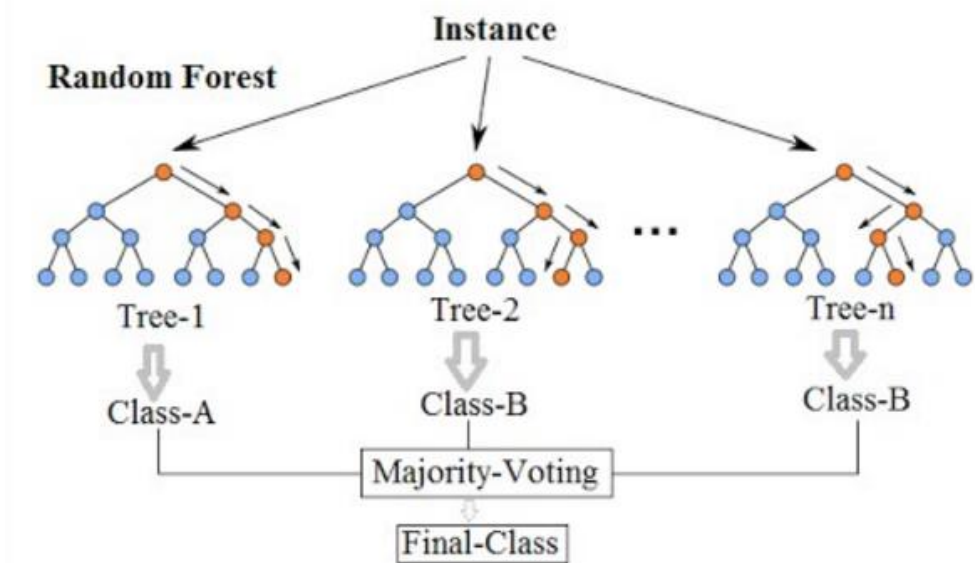 Instance
Random Forest
...
Tree-1
Tree-2
Tree-n
Class-A
Class-B
Class-B
Majority-Voting
Final-Class